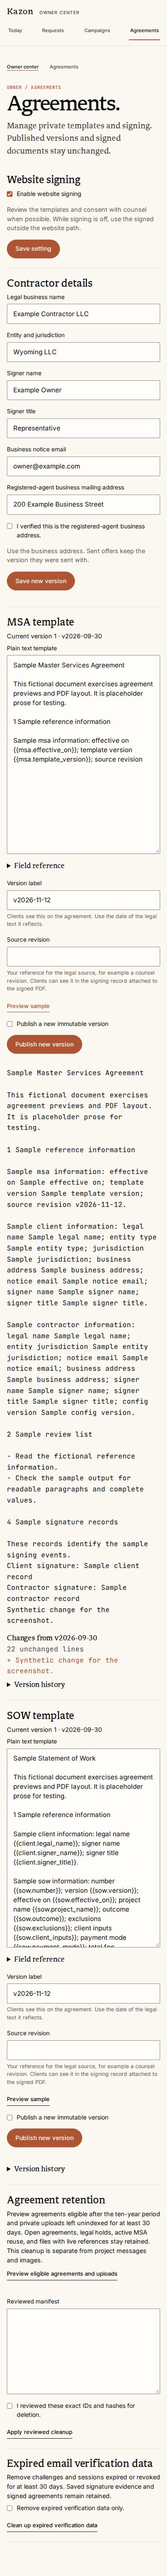 Kazon OWNER CENTER
Today Requests Campaigns Agreements
Owner center Agreements
OWNER / AGREEMENTS
Agreements.
Manage private templates and signing.
Published versions and signed
documents stay unchanged.
Website signing
Enable website signing
Review the templates and consent with counsel
when possible. While signing is off, use the signed
outside the website path.
Save setting
Contractor details
Legal business name
Example Contractor LLC
Entity and jurisdiction
Wyoming LLC
Signer name
Example Owner
Signer title
Representative
Business notice email
owner@example.com
Registered-agent business mailing address
200 Example Business Street
I verified this is the registered-agent business
address.
Use the business address. Sent offers keep the
version they were sent with.
Save new version
MSA template
Current version 1 · v2026-09-30
Plain text template
Sample Master Services Agreement
This fictional document exercises agreement
previews and PDF layout. It is placeholder
prose for testing.
1 Sample reference information
Sample msa information: effective on
{{msa.effective_on}}; template version
{{msa.template_version}}; source revision
Field reference
Version label
v2026-11-12
Clients see this on the agreement. Use the date of the legal
text it reflects.
Source revision
Your reference for the legal source, for example a counsel
revision. Clients can see it in the signing record and on
the signed PDF.
Preview sample
Publish a new immutable version
Publish new version
Sample Master Services Agreement
This fictional document exercises
agreement previews and PDF layout.
It is placeholder prose for
testing.
1 Sample reference information
Sample msa information: effective
on Sample effective on; template
version Sample template version;
source revision v2026-11-12.
Sample client information: legal
name Sample legal name; entity type
Sample entity type; jurisdiction
Sample jurisdiction; business
address Sample business address;
notice email Sample notice email;
signer name Sample signer name;
signer title Sample signer title.
Sample contractor information:
legal name Sample legal name;
entity jurisdiction Sample entity
jurisdiction; notice email Sample
notice email; business address
Sample business address; signer
name Sample signer name; signer
title Sample signer title; config
version Sample config version.
2 Sample review list
- Read the fictional reference
information.
- Check the sample output for
readable paragraphs and complete
values.
4 Sample signature records
These records identify the sample
signing events.
Client signature: Sample client
record
Contractor signature: Sample
contractor record
Synthetic change for the
screenshot.
Changes from v2026-09-30
22 unchanged lines
+ Synthetic change for the
screenshot.
Version history
SOW template
Current version 1 · v2026-09-30
Plain text template
Sample Statement of Work
This fictional document exercises agreement
previews and PDF layout. It is placeholder
prose for testing.
1 Sample reference information
Sample client information: legal name
{{client.legal_name}}; signer name
{{client.signer_name}}; signer title
{{client.signer_title}}.
Sample sow information: number
{{sow.number}}; version {{sow.version}};
effective on {{sow.effective_on}}; project
name {{sow.project_name}}; outcome
{{sow.outcome}}; exclusions
{{sow.exclusions}}; client inputs
{{sow.client_inputs}}; payment mode
{{sow.payment_mode}}; total fee
Field reference
Version label
v2026-11-12
Clients see this on the agreement. Use the date of the legal
text it reflects.
Source revision
Your reference for the legal source, for example a counsel
revision. Clients can see it in the signing record and on
the signed PDF.
Preview sample
Publish a new immutable version
Publish new version
Version history
Agreement retention
Preview agreements eligible after the ten-year period
and private uploads left unindexed for at least 30
days. Open agreements, legal holds, active MSA
reuse, and files with live references stay retained.
This cleanup is separate from project messages
and images.
Preview eligible agreements and uploads
Reviewed manifest
I reviewed these exact IDs and hashes for
deletion.
Apply reviewed cleanup
Expired email verification data
Remove challenges and sessions expired or revoked
for at least 30 days. Saved signature evidence and
signed agreements remain retained.
Remove expired verification data only.
Clean up expired verification data